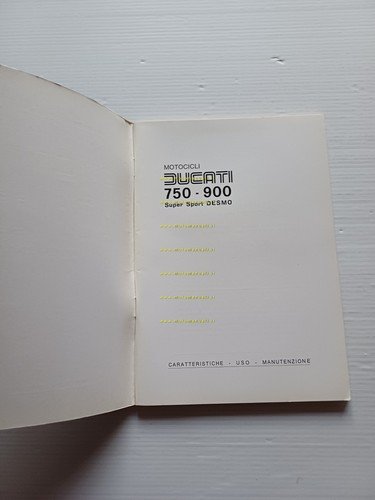 MOTOCICLI
DUCATI
750 - 900
Super Sport DESMO
CARATTERISTICHE - USO - MANUTENZIONE